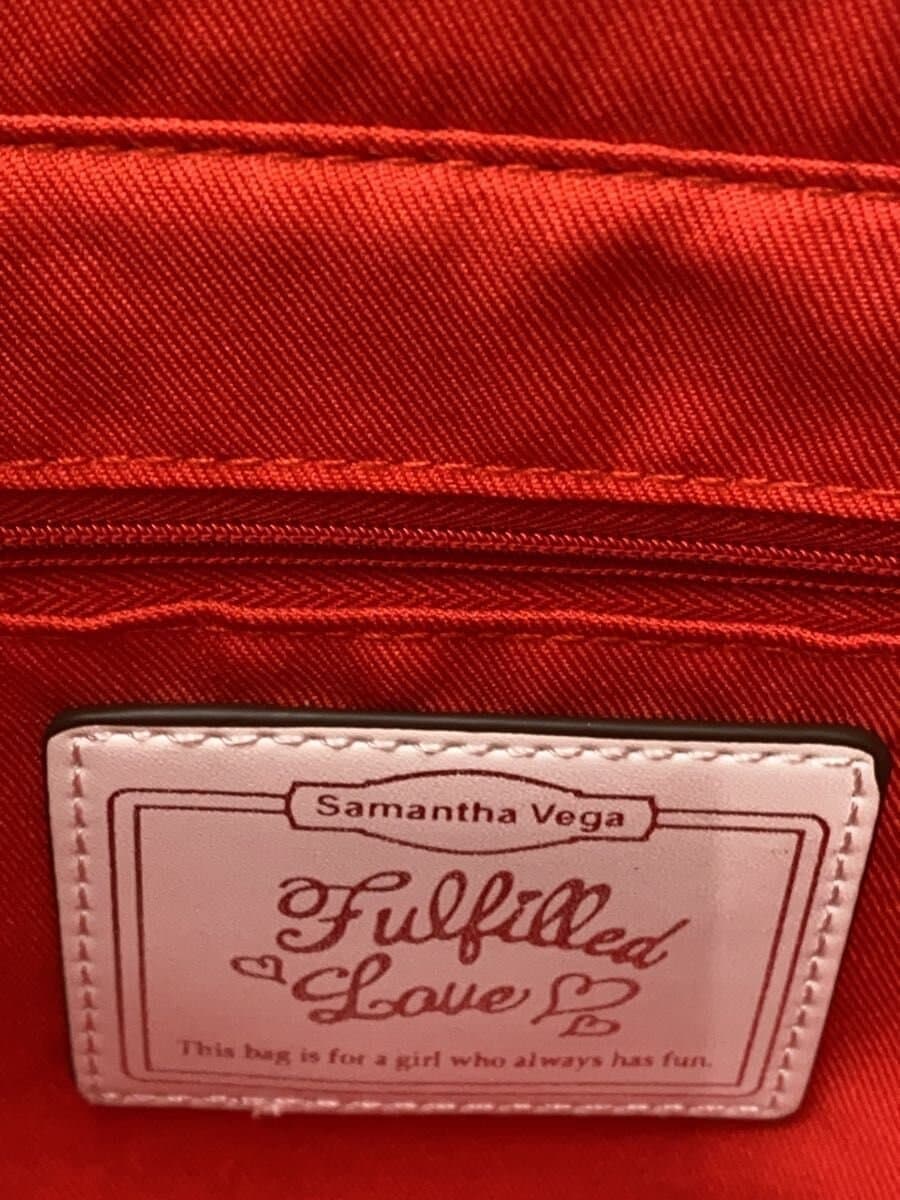 Samantha Vega
Fulfilled
Love
This bag is for a girl who always has fun.